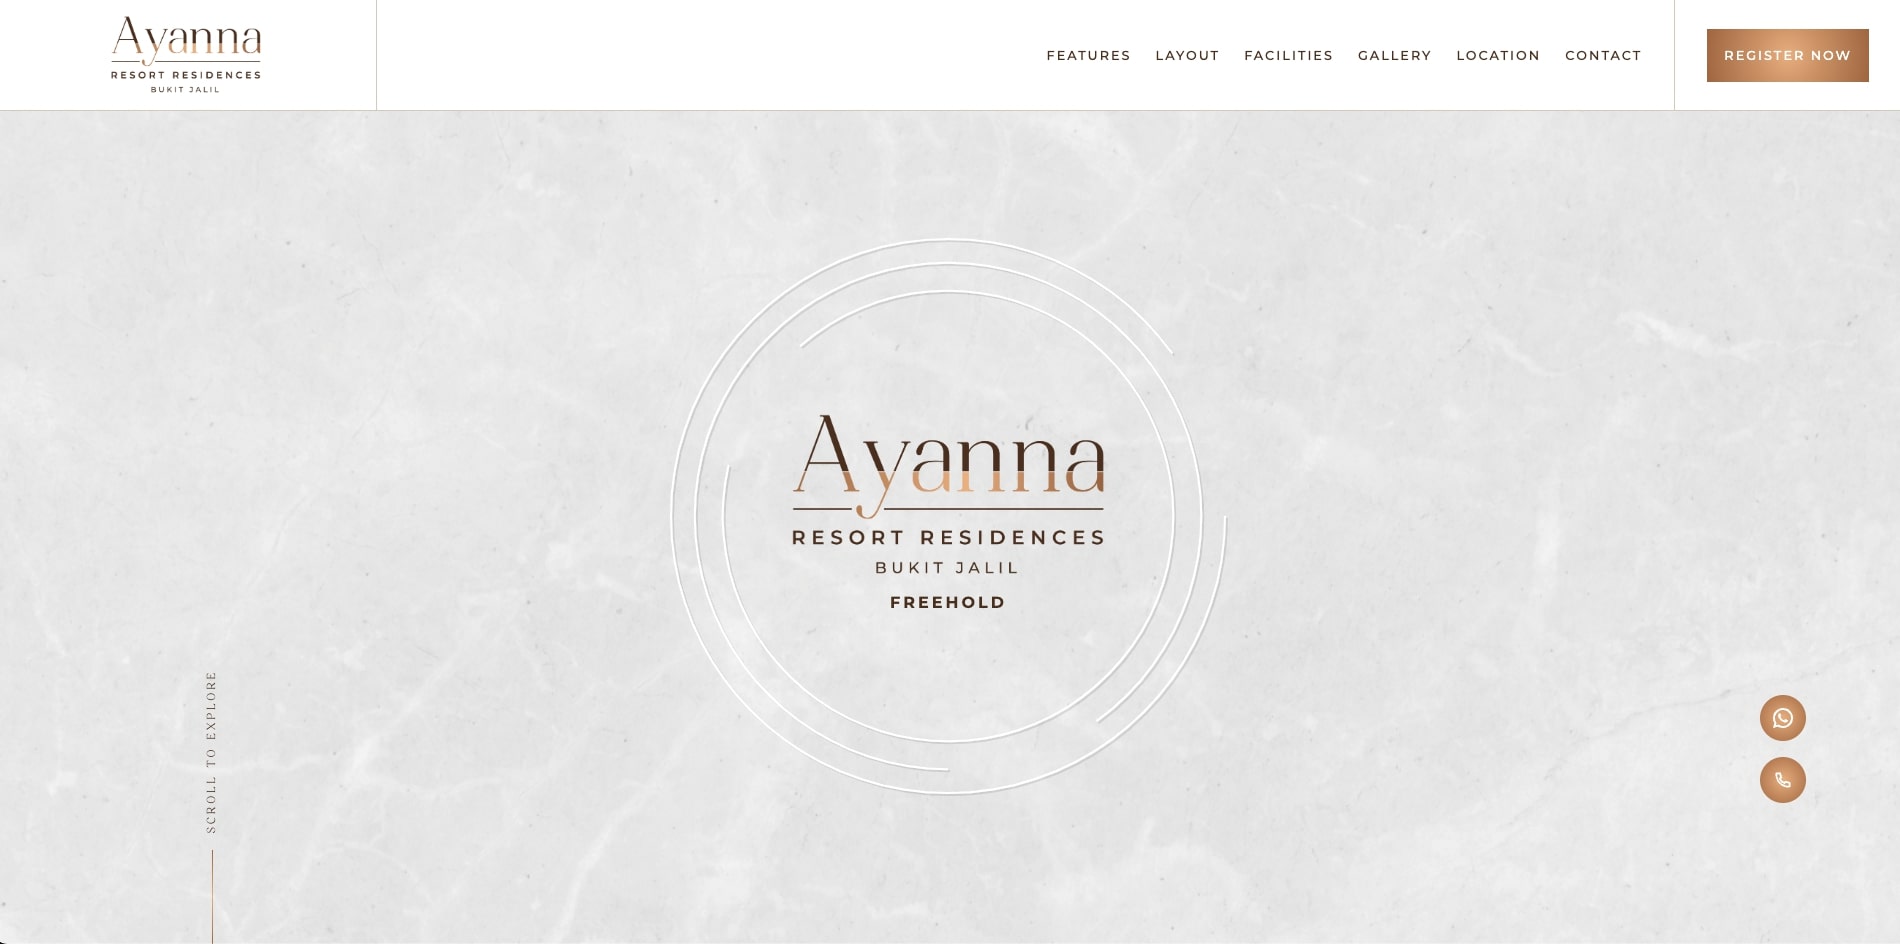 Ayanna
RESORT RESIDENCES
BUKIT JALIL
FEATURES
LAYOUT
FACILITIES
GALLERY
LOCATION
CONTACT
REGISTER NOW
Ayanna
RESORT RESIDENCES
BUKIT JALIL
FREEHOLD
SCROLL TO EXPLORE